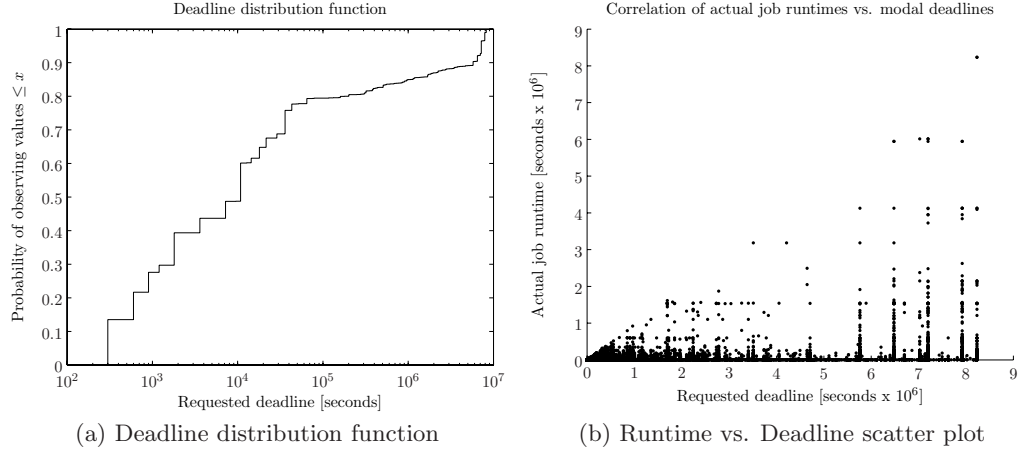 Deadline distribution function
Probability of observing values ≤ x
1
0.9
0.8
0.7
0.6
0.5
0.4
0.3
0.2
0.1
0
10^2 10^3 10^4 10^5 10^6 10^7
Requested deadline [seconds]
(a) Deadline distribution function
Correlation of actual job runtimes vs. modal deadlines
Actual job runtime [seconds x 10^6]
9
8
7
6
5
4
3
2
1
0
0 1 2 3 4 5 6 7 8 9
Requested deadline [seconds x 10^6]
(b) Runtime vs. Deadline scatter plot